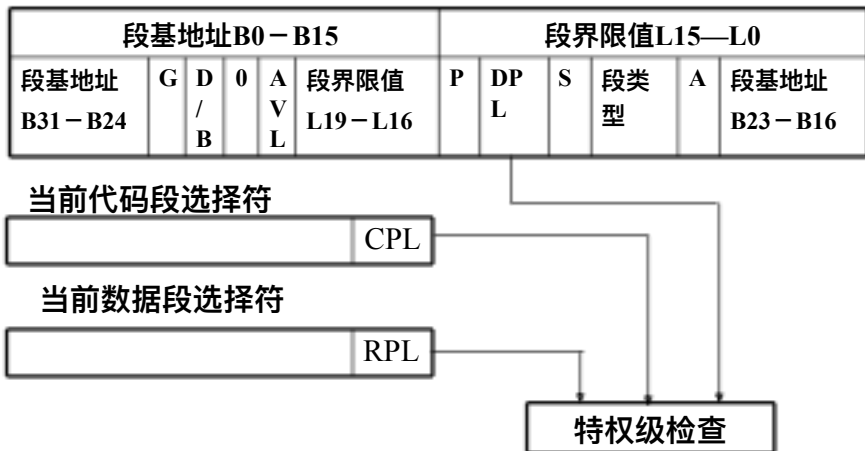 段基地址B0－B15 段界限值L15—L0
段基地址 G D 0 A 段界限值 P DP S 段类 A 段基地址
B31－B24 / V L19－L16 L 型 B23－B16
B L
当前代码段选择符
CPL
当前数据段选择符
RPL
特权级检查